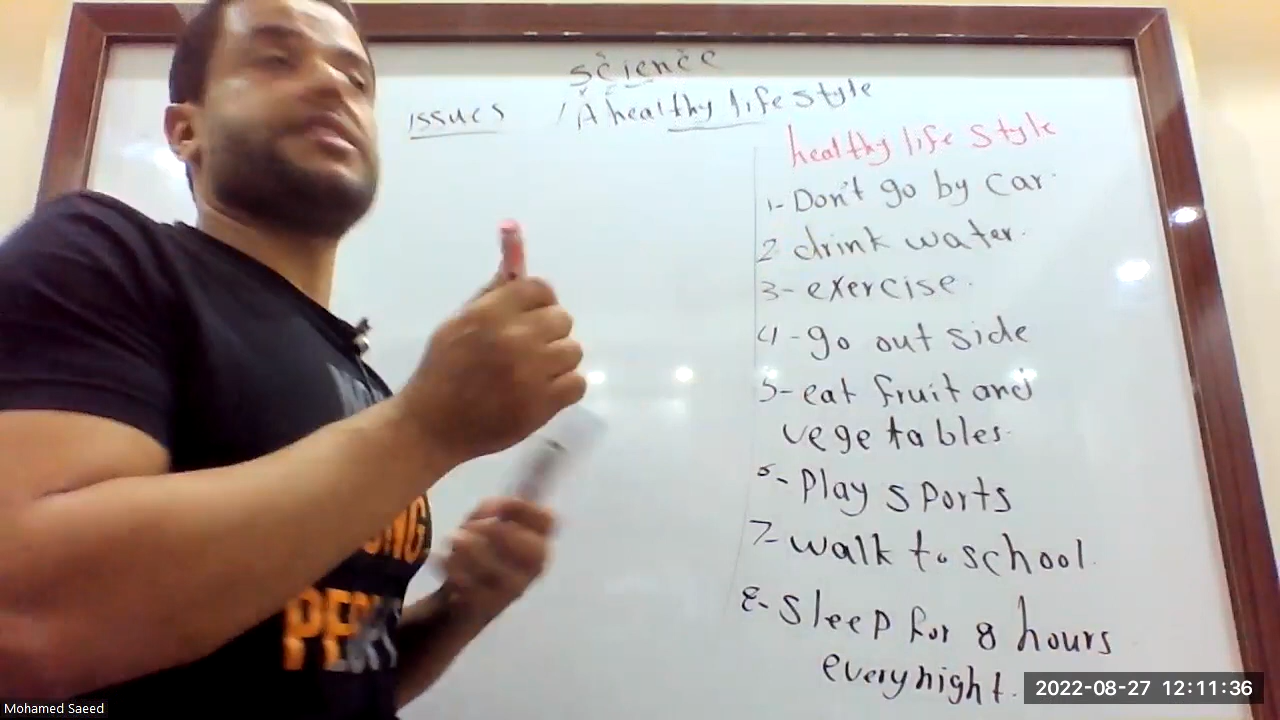 science
issues / A healthy life style
healthy life style
1- Don't go by car.
2 drink water.
3- exercise.
4- go out side
5- eat fruit and
vegetables.
6- Play sports
7- walk to school.
8- Sleep for 8 hours
every night.
2022-08-27 12:11:36
Mohamed Saeed